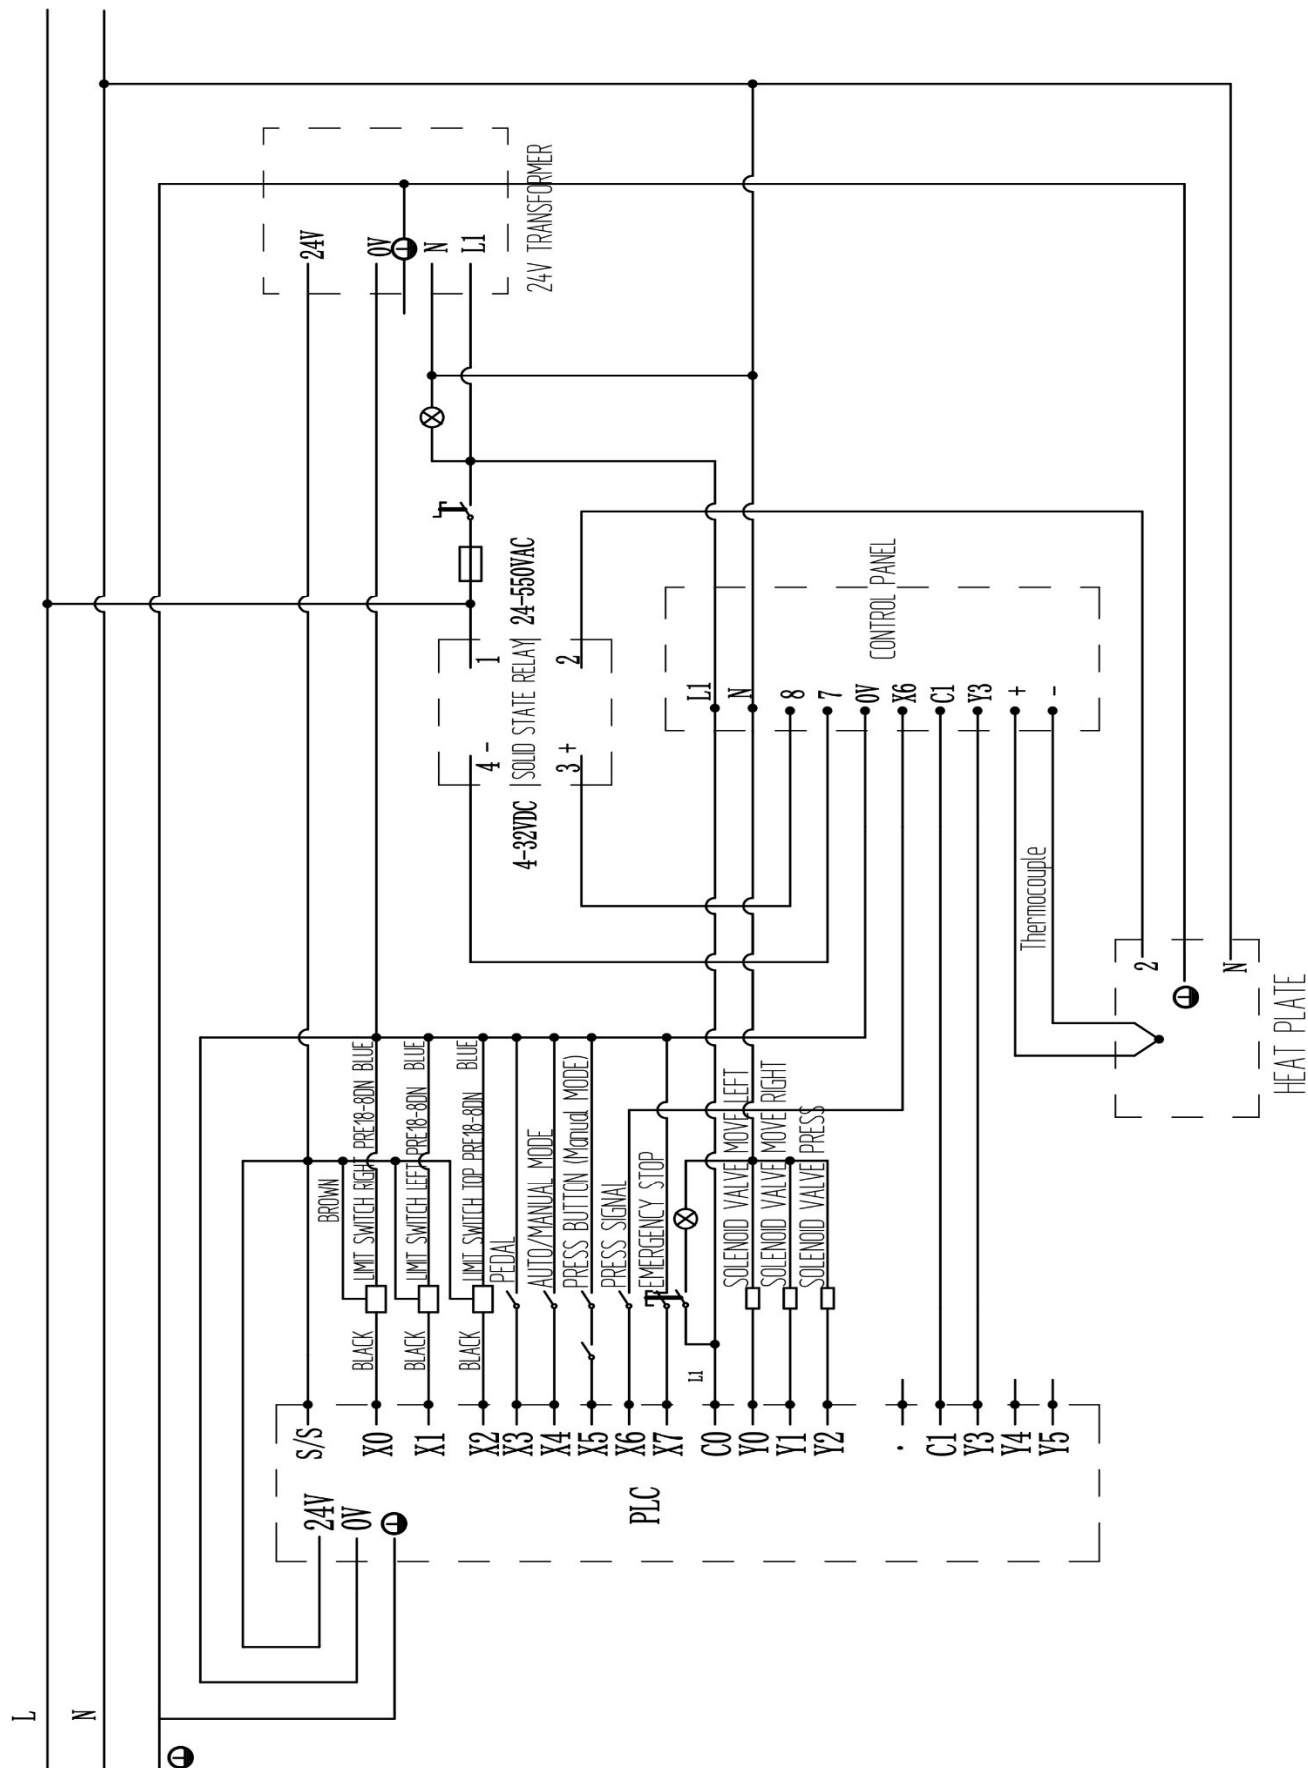 24V TRANSFORMER
24V
0V
N
L1
SOLID STATE RELAY
24-550VAC
4-32VDC
1
2
4 -
3 +
CONTROL PANEL
L1
N
8
7
0V
X6
C1
Y3
+
-
Thermocouple
2
N
HEAT PLATE
BROWN
BLACK
LIMIT SWITCH RIGHT PRE18-8DN BLUE
BLACK
LIMIT SWITCH LEFT PRE18-8DN BLUE
BLACK
LIMIT SWITCH TOP PRE18-8DN BLUE
PEDAL
AUTO/MANUAL MODE
PRESS BUTTON (Manual MODE)
PRESS SIGNAL
EMERGENCY STOP
L1
SOLENOID VALVE MOVE LEFT
SOLENOID VALVE MOVE RIGHT
SOLENOID VALVE PRESS
S/S
X0
X1
X2
X3
X4
X5
X6
X7
C0
Y0
Y1
Y2
.
C1
Y3
Y4
Y5
24V
0V
PLC
L
N